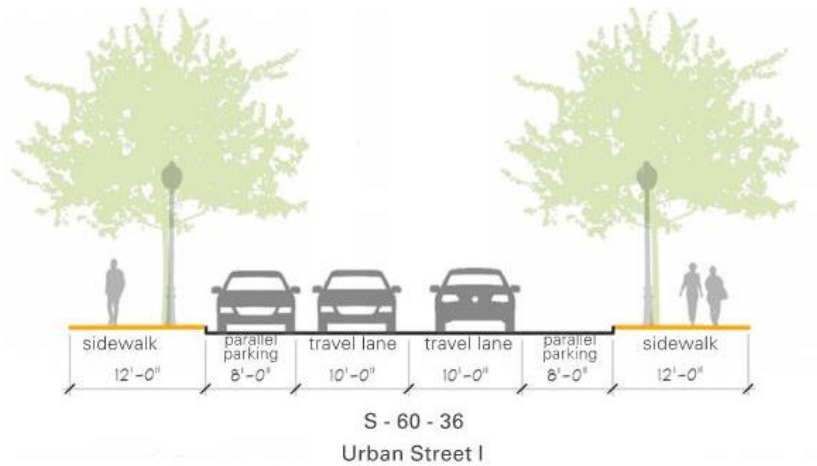 sidewalk parallel parking travel lane travel lane parallel parking sidewalk
12'-0" 8'-0" 10'-0" 10'-0" 8'-0" 12'-0"
S - 60 - 36
Urban Street I